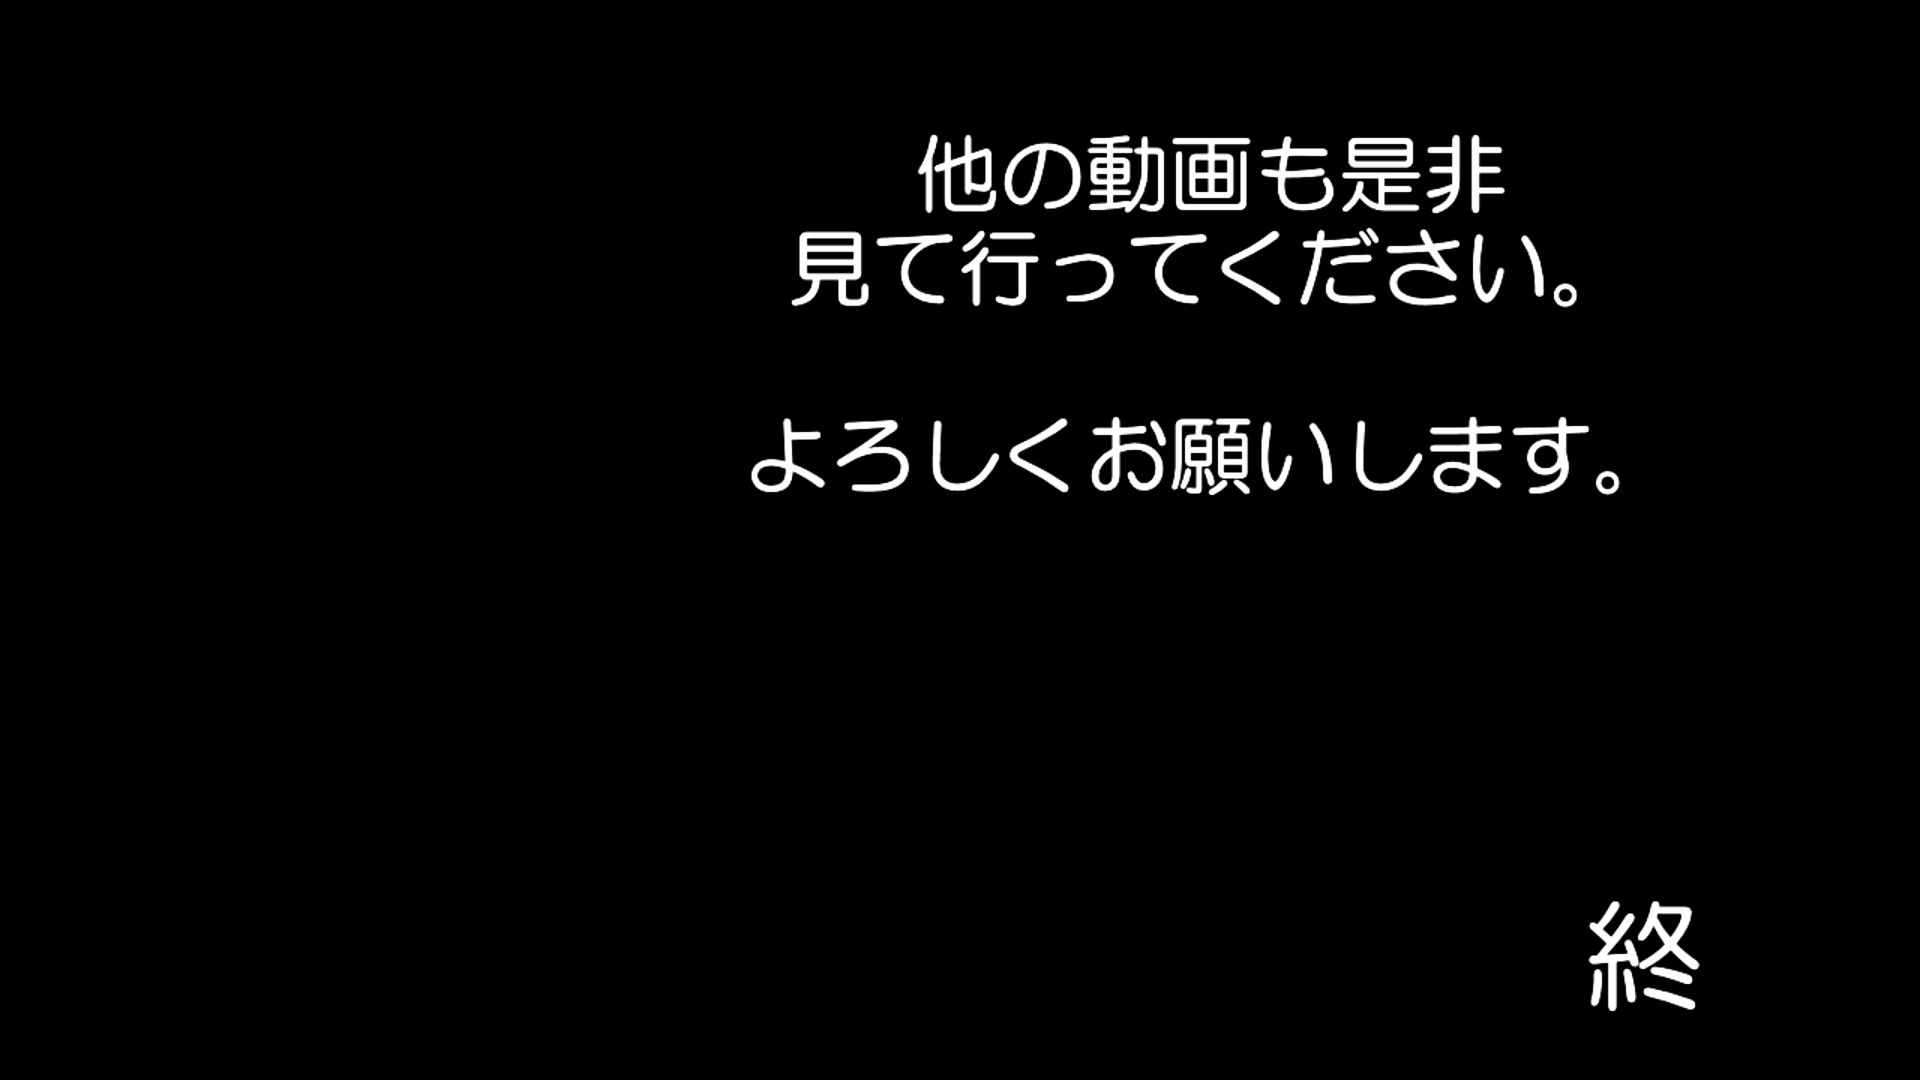 他の動画も是非
見て行ってください。
よろしくお願いします。
終